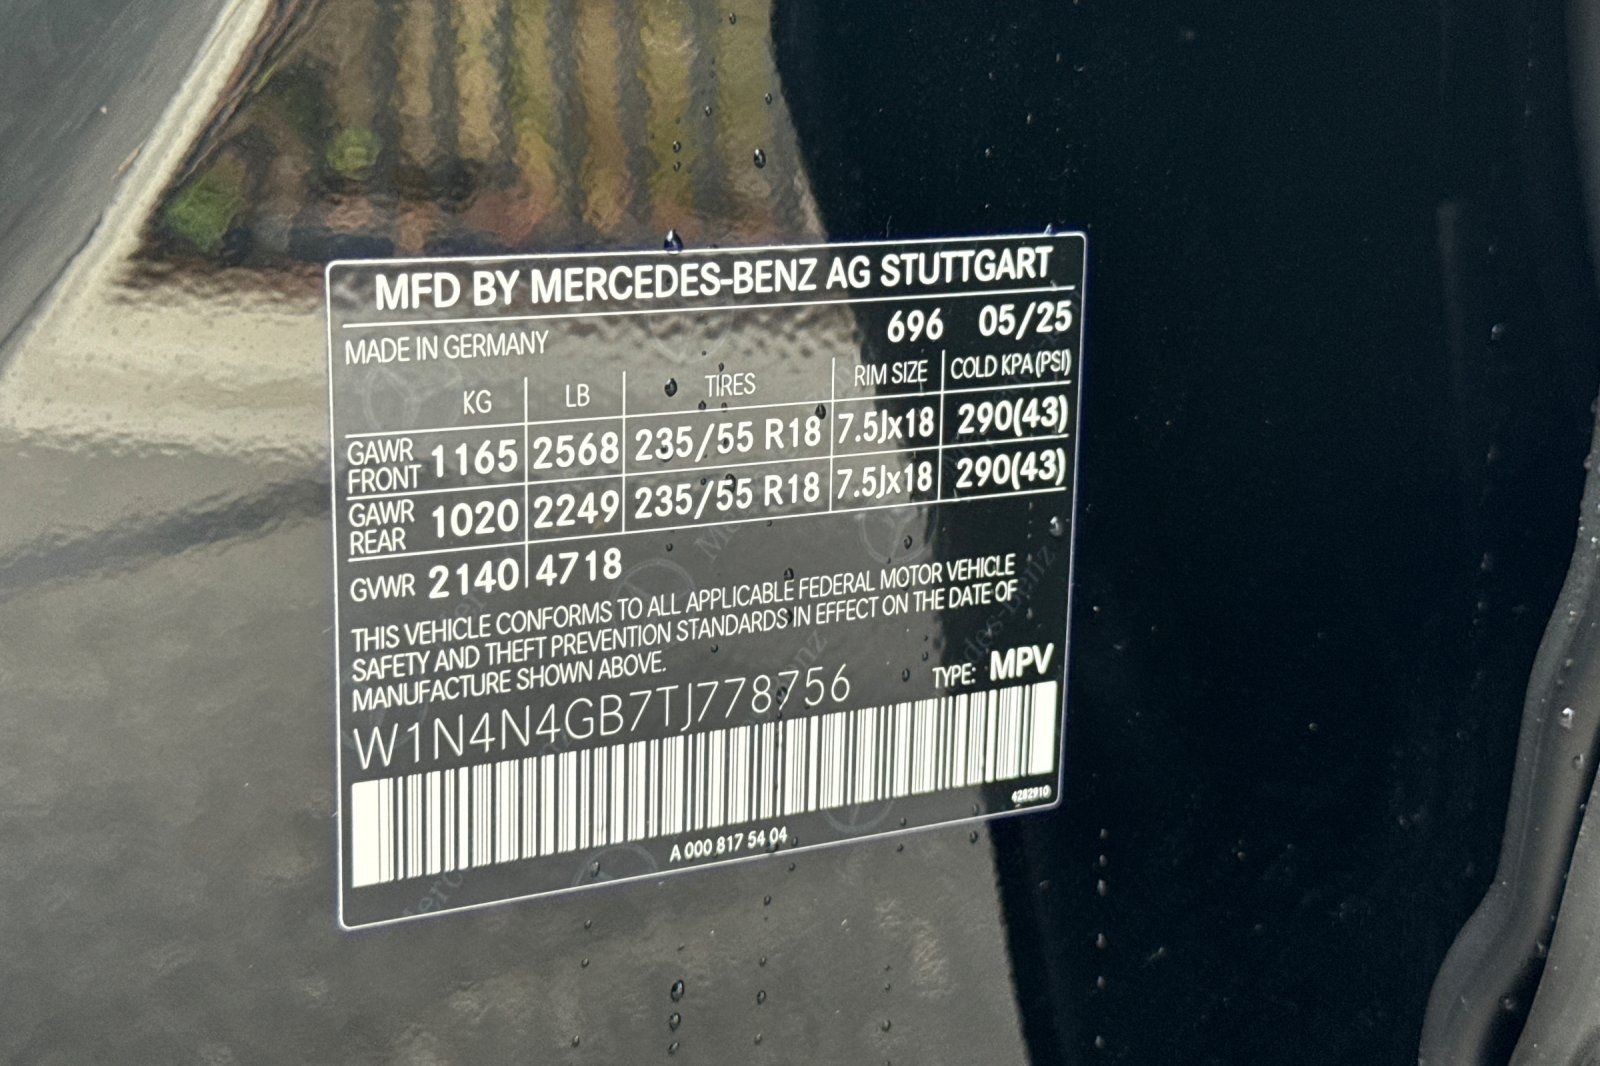 MFD BY MERCEDES-BENZ AG STUTTGART
MADE IN GERMANY 696 05/25
KG LB TIRES RIM SIZE COLD KPA(PSI)
GAWR FRONT 1165 2568 235/55 R18 7.5Jx18 290(43)
GAWR REAR 1020 2249 235/55 R18 7.5Jx18 290(43)
GVWR 2140 4718
THIS VEHICLE CONFORMS TO ALL APPLICABLE FEDERAL MOTOR VEHICLE
SAFETY AND THEFT PREVENTION STANDARDS IN EFFECT ON THE DATE OF
MANUFACTURE SHOWN ABOVE.
TYPE: MPV
W1N4N4GB7TJ778756
4282910
A 000 817 54 04